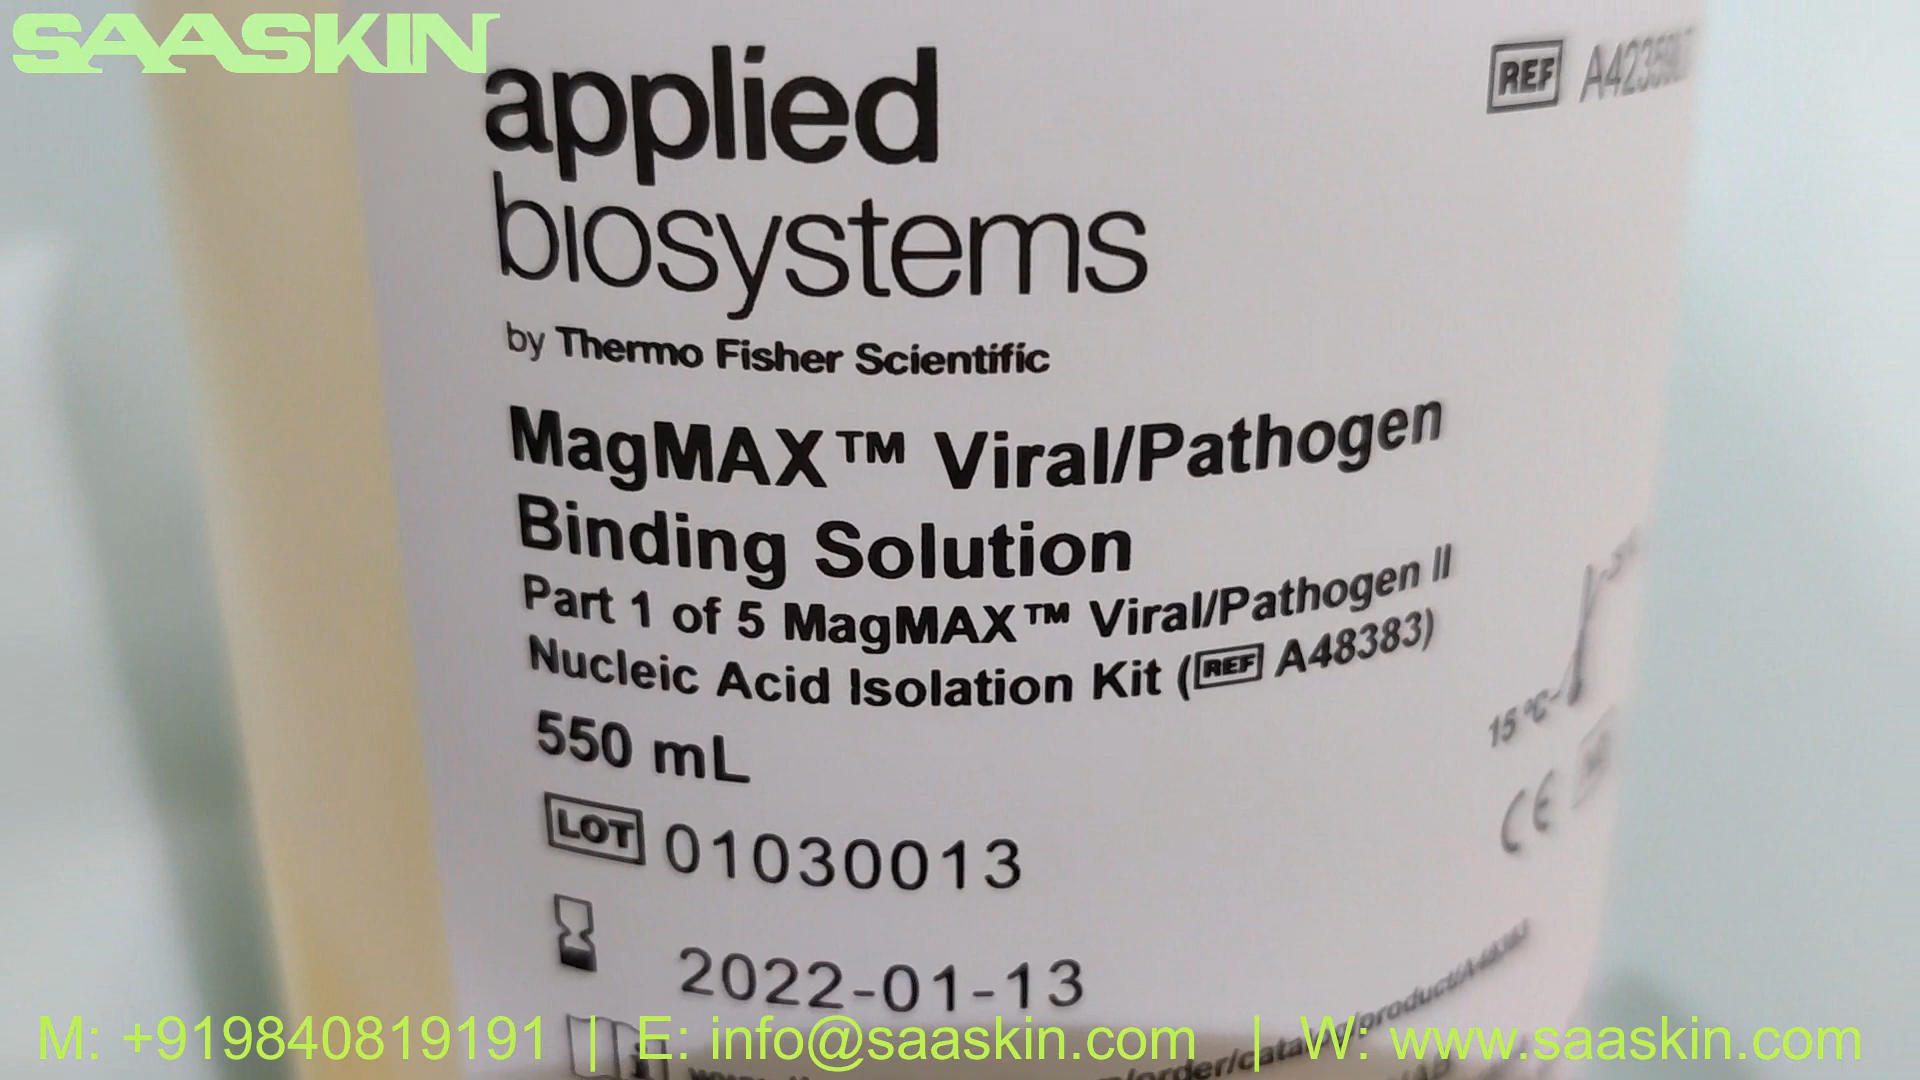 SAASKIN
applied
biosystems
by Thermo Fisher Scientific
REF
MagMAX™ Viral/Pathogen
Binding Solution
Part 1 of 5 MagMAX™ Viral/Pathogen II
Nucleic Acid Isolation Kit (REF A48383)
550 mL
15 °C
LOT 01030013
CE
2022-01-13
M: +919840819191 | E: info@saaskin.com | W: www.saaskin.com